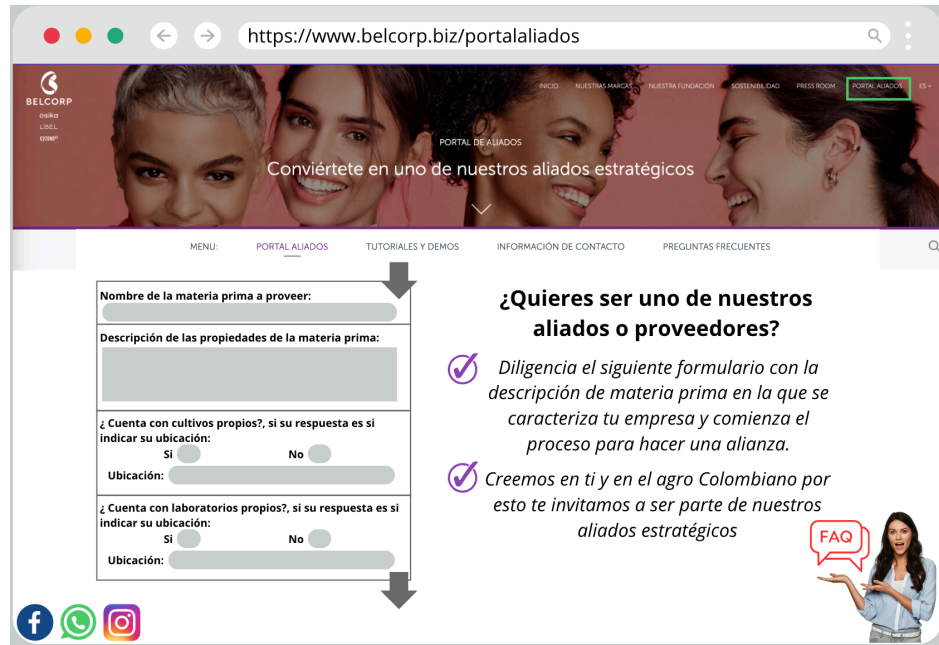 https://www.belcorp.biz/portalaliados
BELCORP
esika
LBEL
CYZONE
INICIO NUESTRAS MARCAS NUESTRA FUNDACIÓN SOSTENIBILIDAD PRESS ROOM PORTAL ALIADOS ES
PORTAL DE ALIADOS
Conviértete en uno de nuestros aliados estratégicos
MENU: PORTAL ALIADOS TUTORIALES Y DEMOS INFORMACIÓN DE CONTACTO PREGUNTAS FRECUENTES
Nombre de la materia prima a proveer:
Descripción de las propiedades de la materia prima:
¿ Cuenta con cultivos propios?, si su respuesta es si
indicar su ubicación:
Si No
Ubicación:
¿ Cuenta con laboratorios propios?, si su respuesta es si
indicar su ubicación:
Si No
Ubicación:
¿Quieres ser uno de nuestros
aliados o proveedores?
Diligencia el siguiente formulario con la
descripción de materia prima en la que se
caracteriza tu empresa y comienza el
proceso para hacer una alianza.
Creemos en ti y en el agro Colombiano por
esto te invitamos a ser parte de nuestros
aliados estratégicos
FAQ